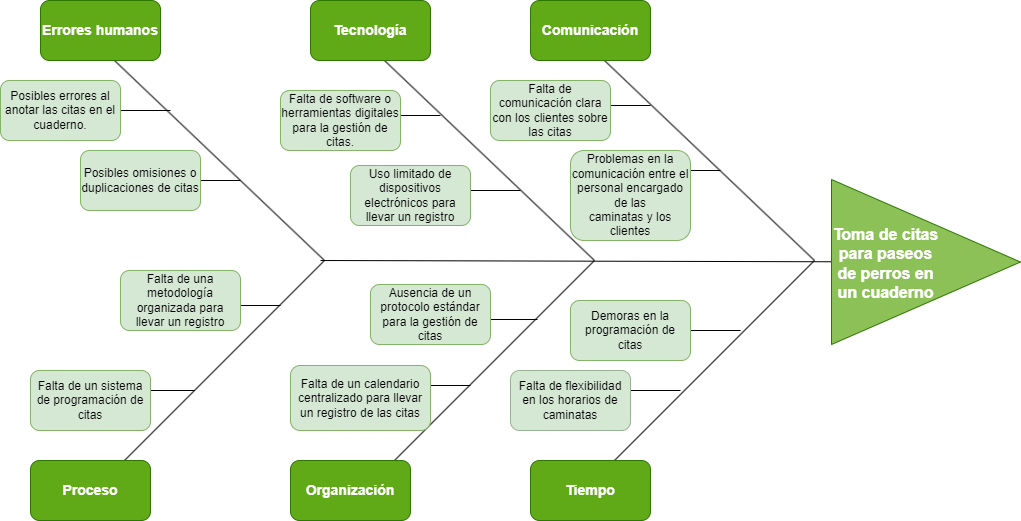 Errores humanos
Tecnología
Comunicación
Posibles errores al
anotar las citas en el
cuaderno.
Falta de software o
herramientas digitales
para la gestión de
citas.
Falta de
comunicación clara
con los clientes sobre
las citas
Posibles omisiones o
duplicaciones de citas
Uso limitado de
dispositivos
electrónicos para
llevar un registro
Problemas en la
comunicación entre el
personal encargado
de las
caminatas y los
clientes
Toma de citas
para paseos
de perros en
un cuaderno
Falta de una
metodología
organizada para
llevar un registro
Ausencia de un
protocolo estándar
para la gestión de
citas
Demoras en la
programación de
citas
Falta de un sistema
de programación de
citas
Falta de un calendario
centralizado para llevar
un registro de las citas
Falta de flexibilidad
en los horarios de
caminatas
Proceso
Organización
Tiempo